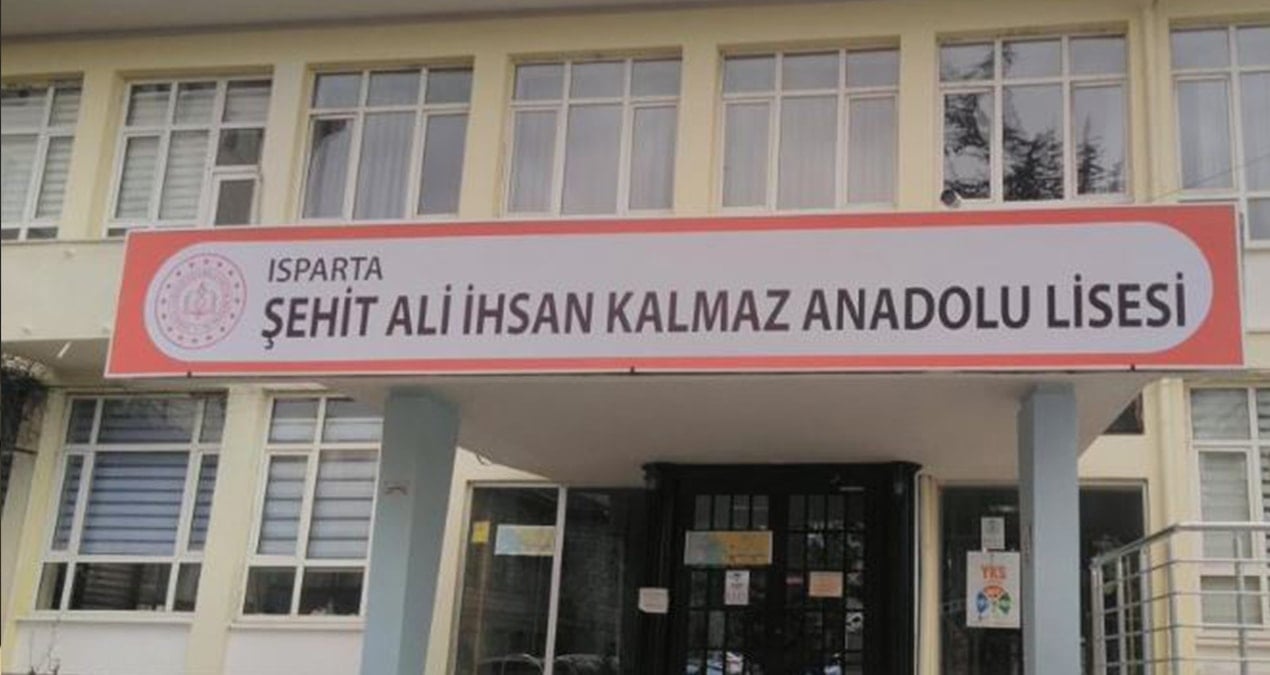 ISPARTA
ŞEHİT ALİ İHSAN KALMAZ ANADOLU LİSESİ
YKS